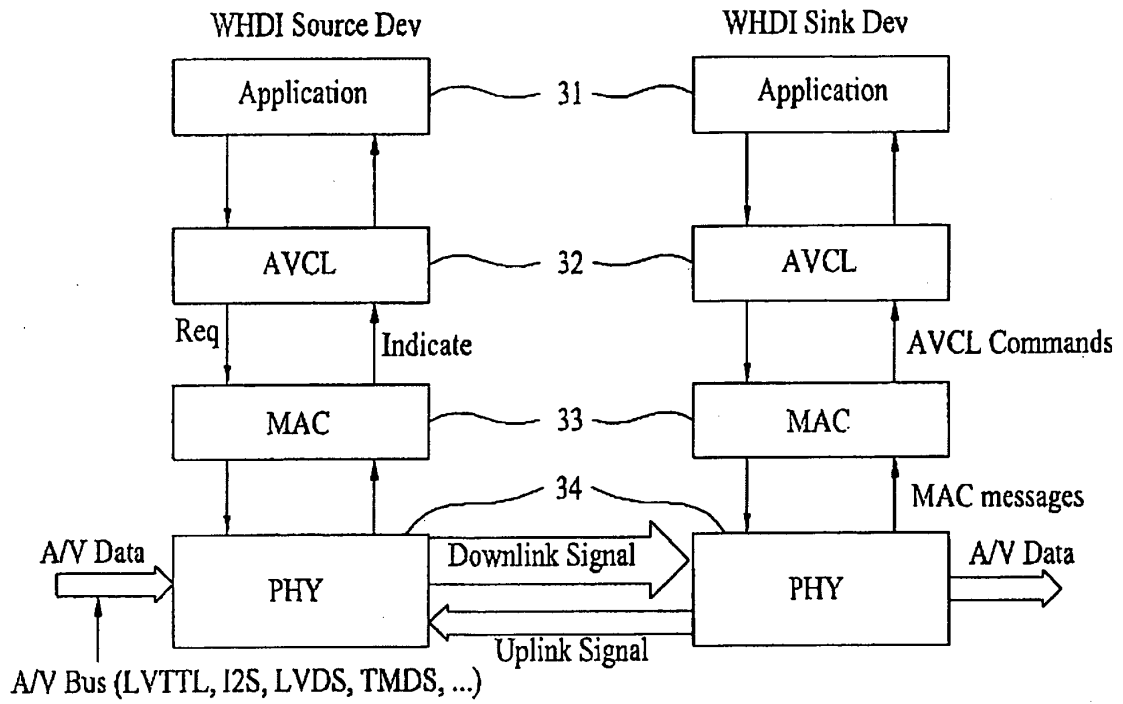 WHDI Source Dev
WHDI Sink Dev
Application
31
Application
AVCL
32
AVCL
Req
Indicate
AVCL Commands
MAC
33
MAC
34
MAC messages
A/V Data
Downlink Signal
A/V Data
PHY
PHY
Uplink Signal
A/V Bus (LVTTL, I2S, LVDS, TMDS, ...)